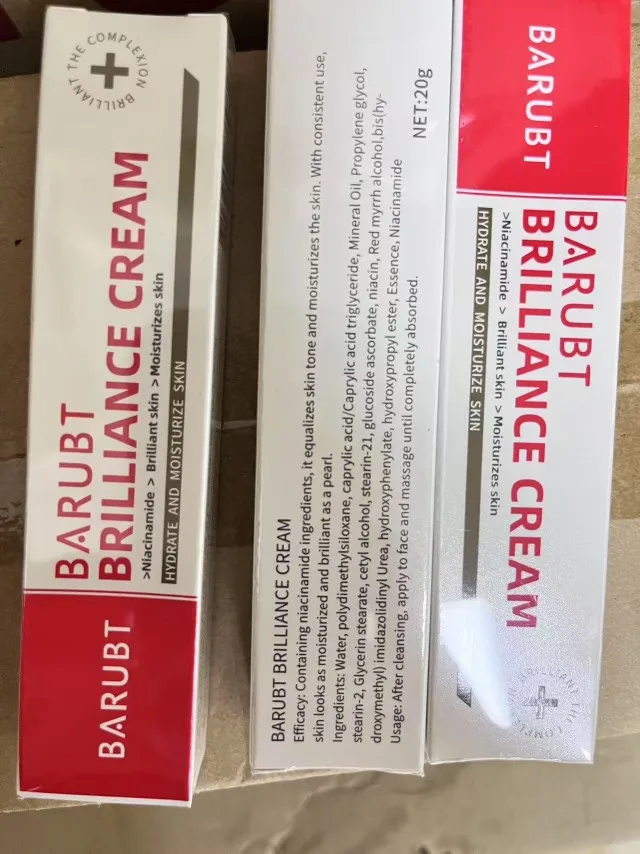 BRILLIANT THE COMPLEXION
BARUBT
BRILLIANCE CREAM
>Niacinamide > Brilliant skin > Moisturizes skin
HYDRATE AND MOISTURIZE SKIN
BARUBT
BARUBT BRILLIANCE CREAM
Efficacy: Containing niacinamide ingredients, it equalizes skin tone and moisturizes the skin. With consistent use,
skin looks as moisturized and brilliant as a pearl.
Ingredients: Water, polydimethylsiloxane, caprylic acid/Caprylic acid triglyceride, Mineral Oil, Propylene glycol,
stearin-2, Glycerin stearate, cetyl alcohol, stearin-21, glucoside ascorbate, niacin, Red myrrh alcohol,bis(hy-
droxymethyl) imidazolidinyl Urea, hydroxyphenylate, hydroxypropyl ester, Essence, Niacinamide
Usage: After cleansing, apply to face and massage until completely absorbed.
NET:20g
BARUBT
BARUBT
BRILLIANCE CREAM
>Niacinamide > Brilliant skin > Moisturizes skin
HYDRATE AND MOISTURIZE SKIN
BRILLIANT THE